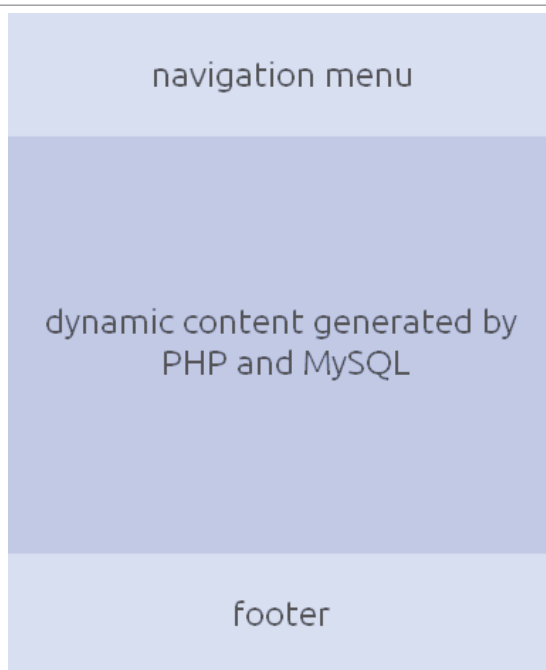 navigation menu
dynamic content generated by
PHP and MySQL
footer